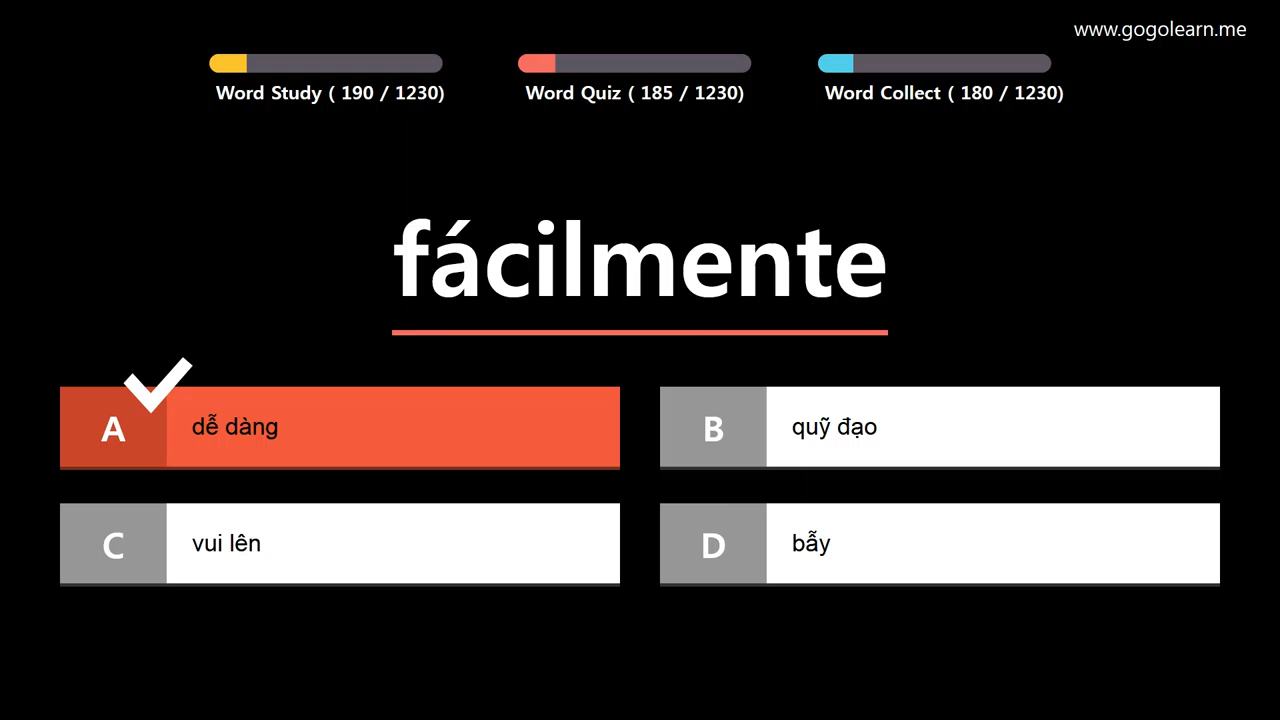 www.gogolearn.me
Word Study ( 190 / 1230)
Word Quiz ( 185 / 1230)
Word Collect ( 180 / 1230)
fácilmente
A
dễ dàng
B
quỹ đạo
C
vui lên
D
bẫy